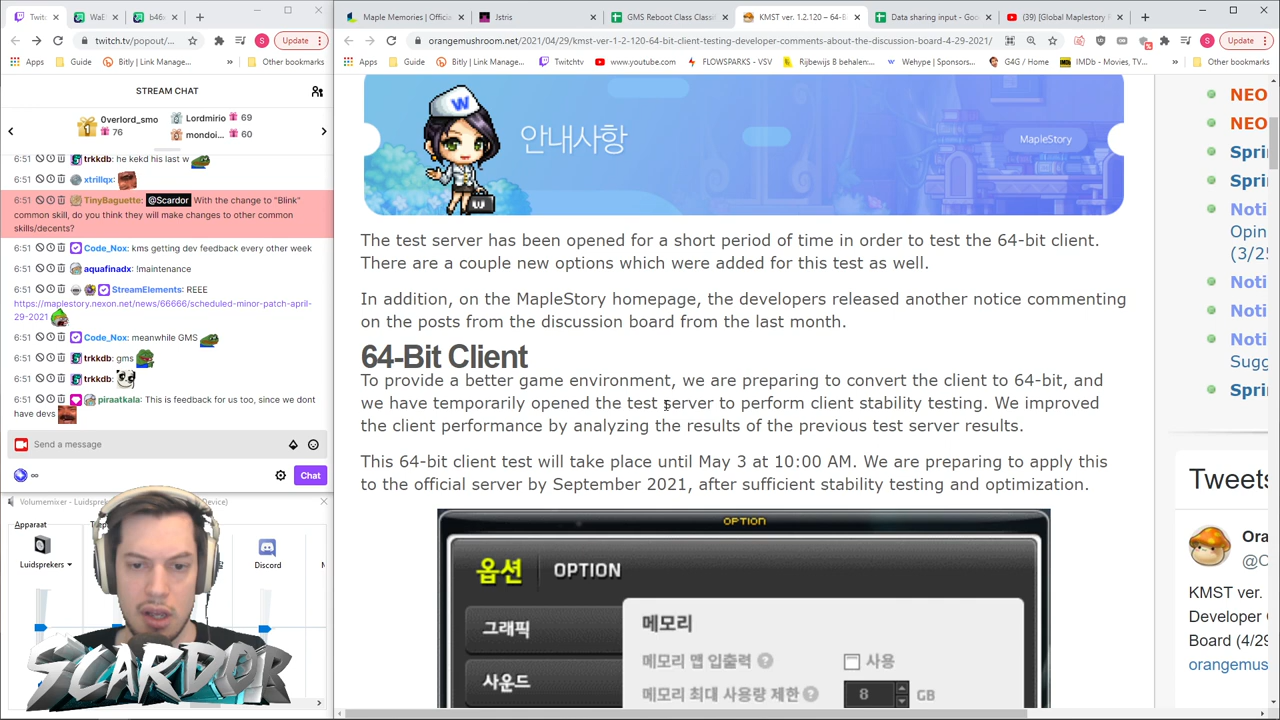 Twitc
WaE
b46
Update
twitch.tv/popout/
Apps
Guide
Bitly | Link Manage...
Other bookmarks
STREAM CHAT
0verlord_smo
76
Lordmirio 69
mondoi... 60
6:51 trkkdb: he kekd his last w
6:51 xtrillqx:
6:51 TinyBaguette: @Scardor With the change to "Blink"
common skill, do you think they will make changes to other common
skills/decents?
6:51 Code_Nox: kms getting dev feedback every other week
6:51 aquafinadx: !maintenance
6:51 StreamElements: REEE
https://maplestory.nexon.net/news/66666/scheduled-minor-patch-april-
29-2021
6:51 Code_Nox: meanwhile GMS
6:51 trkkdb: gms
6:51 trkkdb:
6:51 piraatkala: This is feedback for us too, since we dont
have devs
Send a message
Chat
Volumemixer - Luidsprek
Device)
Apparaat
Luidsprekers
Discord
SCARDOR
Maple Memories | Official
Jstris
GMS Reboot Class Classe
KMST ver. 1.2.120 – 64-B
Data sharing input - Goo
(39) [Global Maplestory R
orangemushroom.net/2021/04/29/kmst-ver-1-2-120-64-bit-client-testing-developer-comments-about-the-discussion-board-4-29-2021/
Update
Apps
Guide
Bitly | Link Manage...
Twitchtv
www.youtube.com
FLOWSPARKS - VSV
Rijbewijs B behalen:...
Wehype | Sponsors...
G4G / Home
IMDb - Movies, TV...
Other bookmarks
W
안내사항
MapleStory
The test server has been opened for a short period of time in order to test the 64-bit client.
There are a couple new options which were added for this test as well.
In addition, on the MapleStory homepage, the developers released another notice commenting
on the posts from the discussion board from the last month.
64-Bit Client
To provide a better game environment, we are preparing to convert the client to 64-bit, and
we have temporarily opened the test server to perform client stability testing. We improved
the client performance by analyzing the results of the previous test server results.
This 64-bit client test will take place until May 3 at 10:00 AM. We are preparing to apply this
to the official server by September 2021, after sufficient stability testing and optimization.
OPTION
옵션 OPTION
그래픽
사운드
메모리
메모리 맵 입출력 사용
메모리 최대 사용량 제한 8 GB
NEO
NEO
Spri
Spri
Noti
Opin
(3/25
Noti
Noti
Noti
Sugg
Spri
Tweets
Ora
@O
KMST ver.
Developer
Board (4/29
orangemus